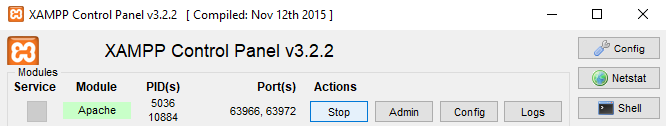 XAMPP Control Panel v3.2.2 [ Compiled: Nov 12th 2015 ]
XAMPP Control Panel v3.2.2
Config
Modules
Service Module PID(s) Port(s) Actions
Netstat
Apache 5036 10884 63966, 63972 Stop Admin Config Logs
Shell